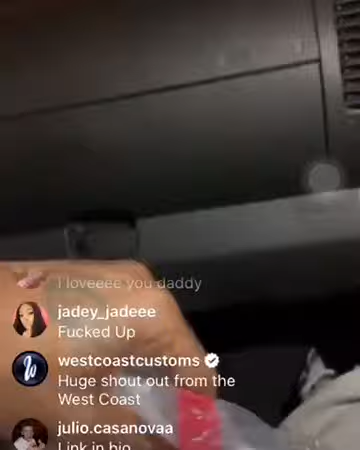 I loveeee you daddy
jadey_jadeee
Fucked Up
westcoastcustoms
Huge shout out from the
West Coast
julio.casanovaa
Link in bio